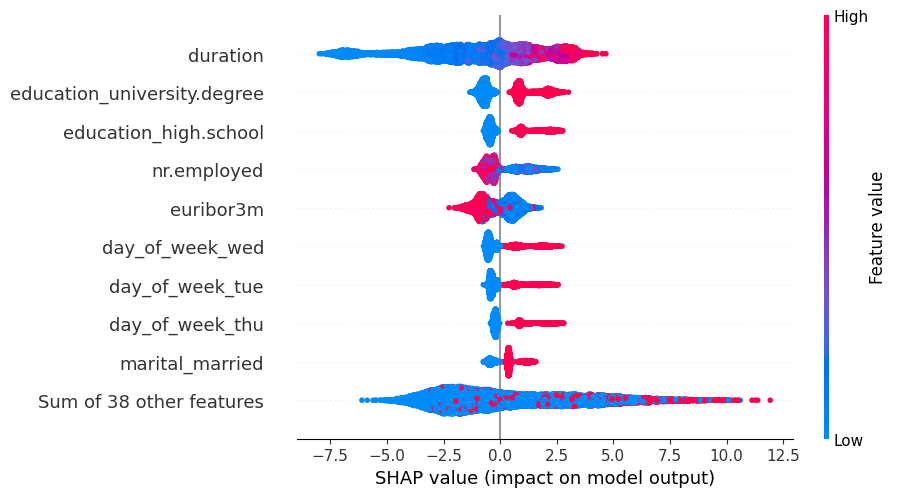 High
duration
education_university.degree
education_high.school
nr.employed
euribor3m
day_of_week_wed
day_of_week_tue
day_of_week_thu
marital_married
Sum of 38 other features
Low
Feature value
−7.5 −5.0 −2.5 0.0 2.5 5.0 7.5 10.0 12.5
SHAP value (impact on model output)